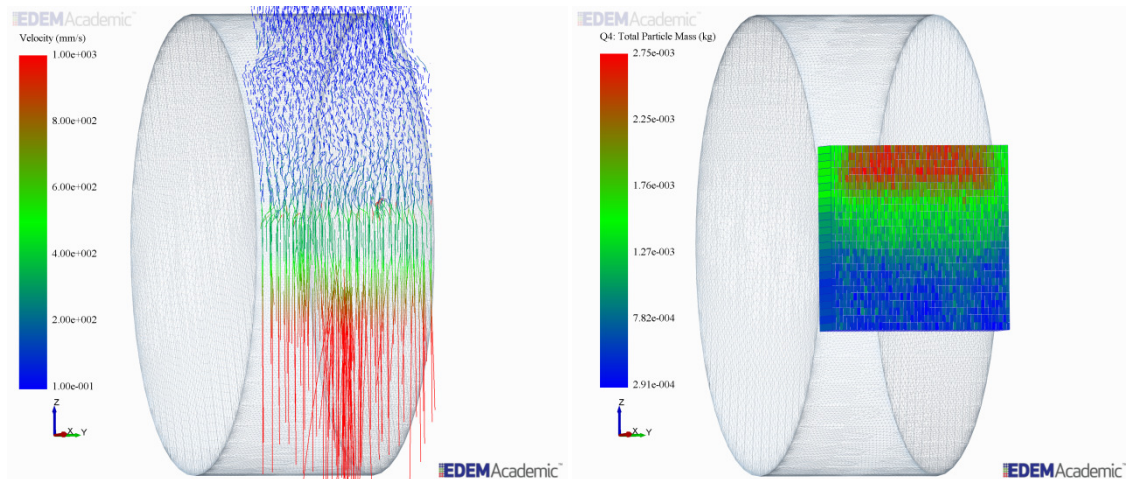 EDEMAcademic
Velocity (mm/s)
1.00e+003
8.00e+002
6.00e+002
4.00e+002
2.00e+002
1.00e-001
Z
X
Y
EDEMAcademic™
EDEMAcademic
Q4: Total Particle Mass (kg)
2.75e-003
2.25e-003
1.76e-003
1.27e-003
7.82e-004
2.91e-004
Z
X
Y
EDEMAcademic™